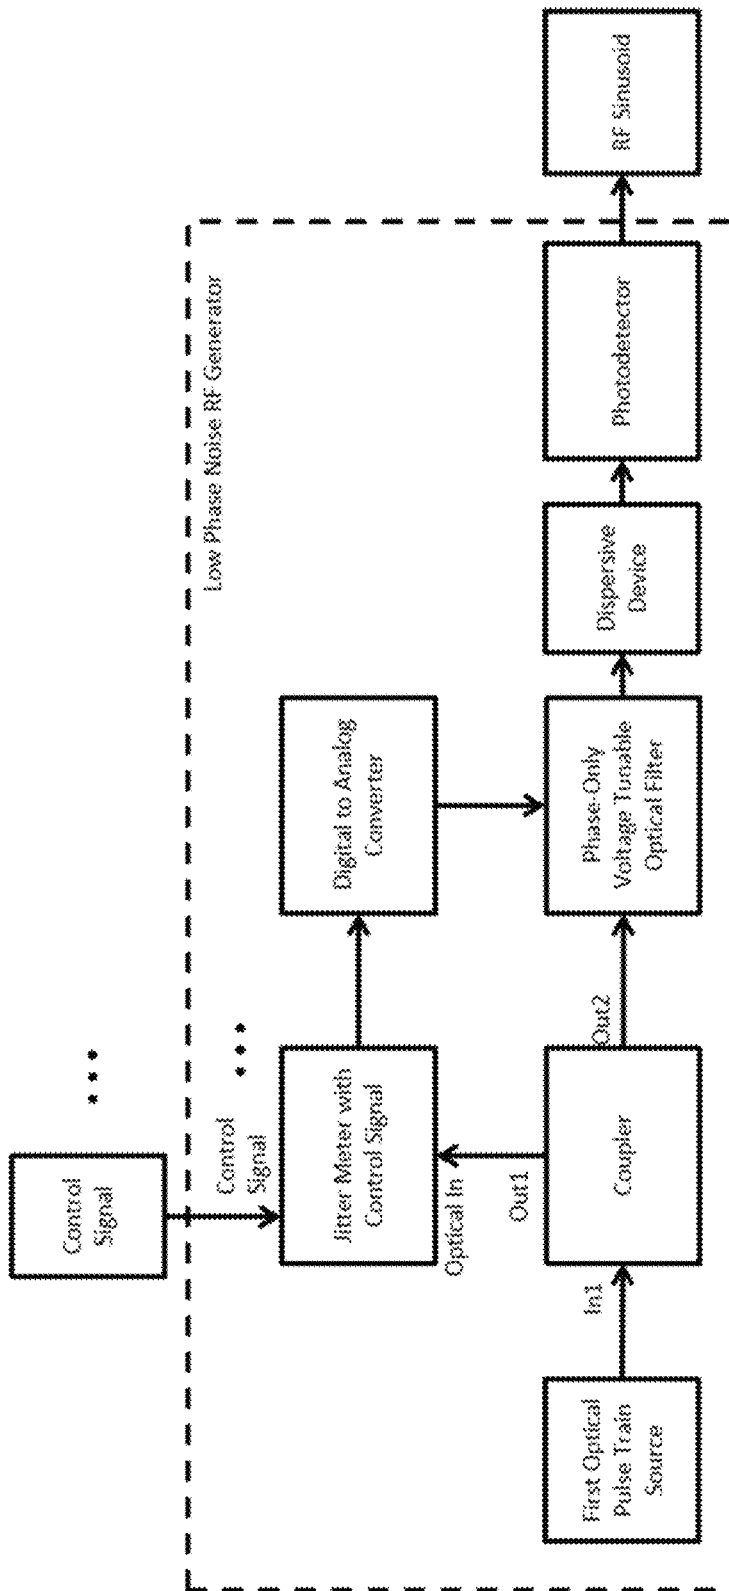 Control
Signal
• • •
Low Phase Noise RF Generator
Control
Signal
• • •
Jitter Meter with
Control Signal
Digital to Analog
Converter
Optical In
Out1
First Optical
Pulse Train
Source
In1
Coupler
Out2
Phase-Only
Voltage Tunable
Optical Filter
Dispersive
Device
Photodetector
RF Sinusoid